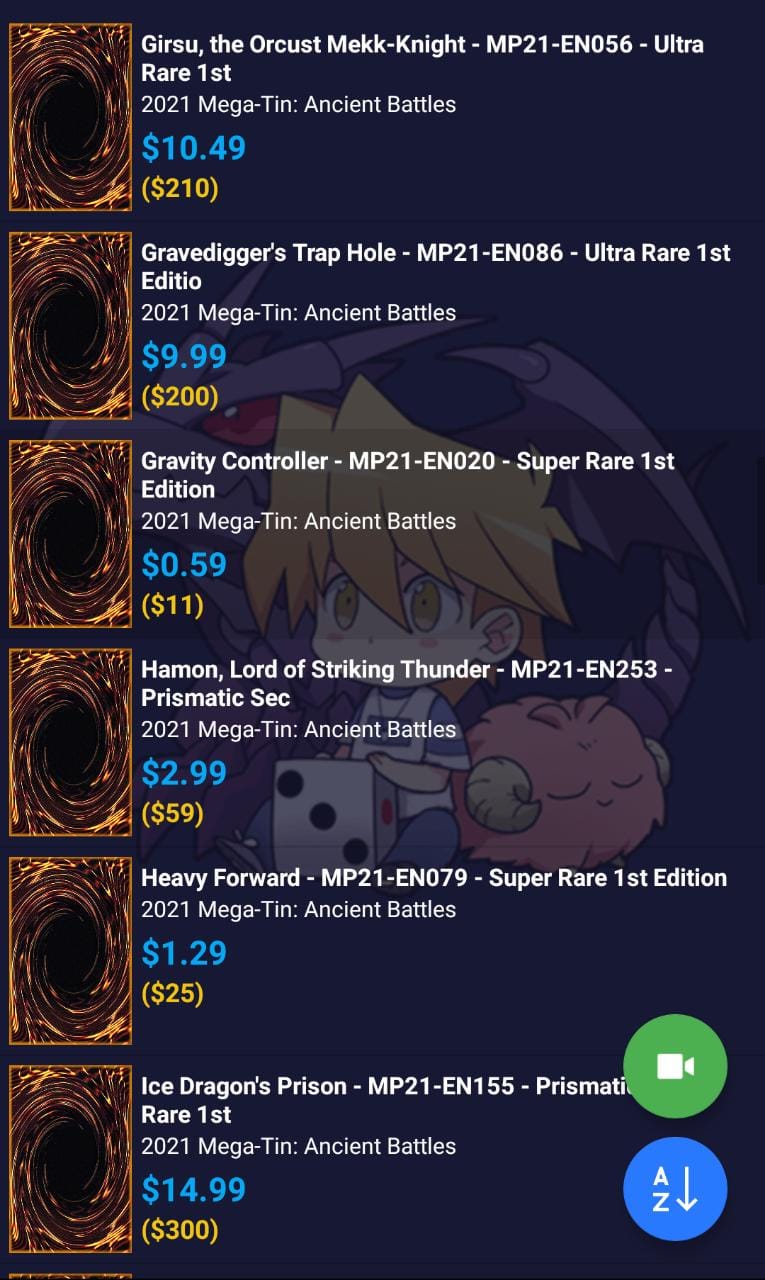 Girsu, the Orcust Mekk-Knight - MP21-EN056 - Ultra
Rare 1st
2021 Mega-Tin: Ancient Battles
$10.49
($210)
Gravedigger's Trap Hole - MP21-EN086 - Ultra Rare 1st
Editio
2021 Mega-Tin: Ancient Battles
$9.99
($200)
Gravity Controller - MP21-EN020 - Super Rare 1st
Edition
2021 Mega-Tin: Ancient Battles
$0.59
($11)
Hamon, Lord of Striking Thunder - MP21-EN253 -
Prismatic Sec
2021 Mega-Tin: Ancient Battles
$2.99
($59)
Heavy Forward - MP21-EN079 - Super Rare 1st Edition
2021 Mega-Tin: Ancient Battles
$1.29
($25)
Ice Dragon's Prison - MP21-EN155 - Prismati
Rare 1st
2021 Mega-Tin: Ancient Battles
$14.99
($300)
A
Z